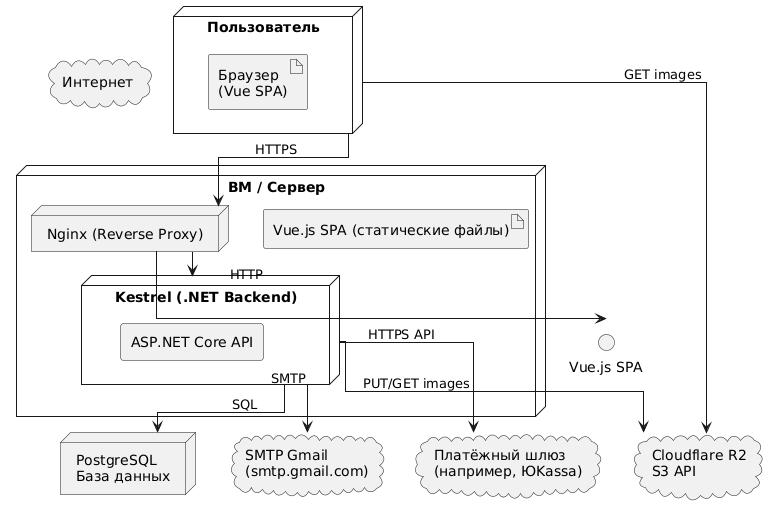 Пользователь
Браузер
(Vue SPA)
Интернет
GET images
HTTPS
ВМ / Сервер
Nginx (Reverse Proxy)
Vue.js SPA (статические файлы)
HTTP
Kestrel (.NET Backend)
ASP.NET Core API
HTTPS API
Vue.js SPA
SMTP
PUT/GET images
SQL
PostgreSQL
База данных
SMTP Gmail
(smtp.gmail.com)
Платёжный шлюз
(например, ЮKassa)
Cloudflare R2
S3 API